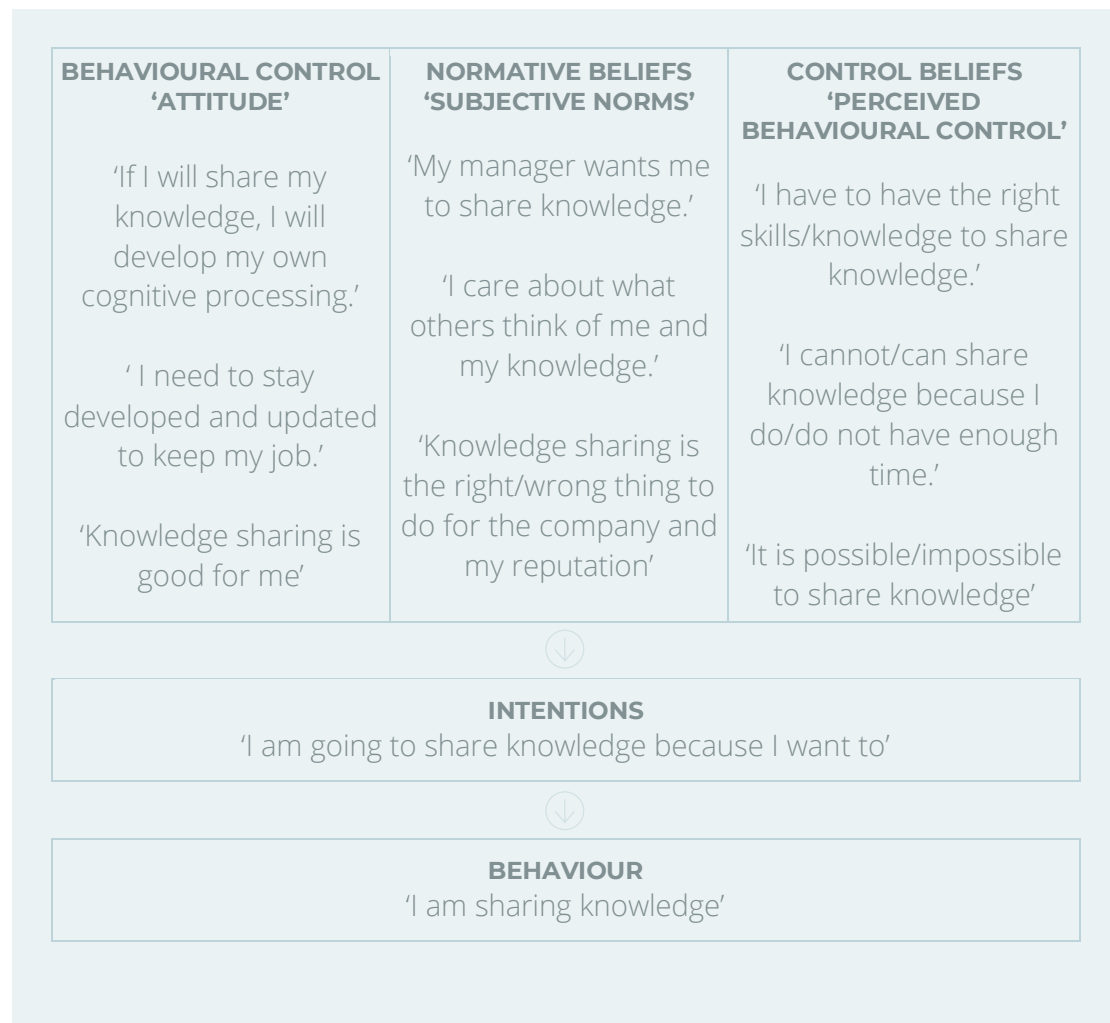 BEHAVIOURAL CONTROL
‘ATTITUDE’
‘If I will share my
knowledge, I will
develop my own
cognitive processing.’
‘ I need to stay
developed and updated
to keep my job.’
‘Knowledge sharing is
good for me’
NORMATIVE BELIEFS
‘SUBJECTIVE NORMS’
‘My manager wants me
to share knowledge.’
‘I care about what
others think of me and
my knowledge.’
‘Knowledge sharing is
the right/wrong thing to
do for the company and
my reputation’
CONTROL BELIEFS
‘PERCEIVED
BEHAVIOURAL CONTROL’
‘I have to have the right
skills/knowledge to share
knowledge.’
‘I cannot/can share
knowledge because I
do/do not have enough
time.’
‘It is possible/impossible
to share knowledge’
INTENTIONS
‘I am going to share knowledge because I want to’
BEHAVIOUR
‘I am sharing knowledge’